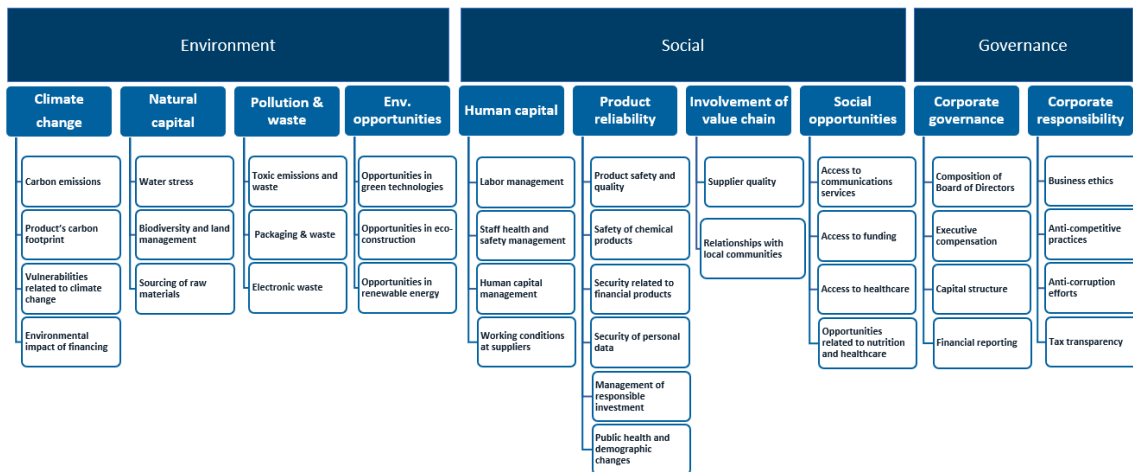 Environment
Social
Governance
Climate
change
Natural
capital
Pollution &
waste
Env.
opportunities
Human capital
Product
reliability
Involvement of
value chain
Social
opportunities
Corporate
governance
Corporate
responsibility
Carbon emissions
Product's carbon
footprint
Vulnerabilities
related to climate
change
Environmental
impact of financing
Water stress
Biodiversity and land
management
Sourcing of raw
materials
Toxic emissions and
waste
Packaging & waste
Electronic waste
Opportunities in
green technologies
Opportunities in eco-
construction
Opportunities in
renewable energy
Labor management
Staff health and
safety management
Human capital
management
Working conditions
at suppliers
Product safety and
quality
Safety of chemical
products
Security related to
financial products
Security of personal
data
Management of
responsible
investment
Public health and
demographic
changes
Supplier quality
Relationships with
local communities
Access to
communications
services
Access to funding
Access to healthcare
Opportunities
related to nutrition
and healthcare
Composition of
Board of Directors
Executive
compensation
Capital structure
Financial reporting
Business ethics
Anti-competitive
practices
Anti-corruption
efforts
Tax transparency